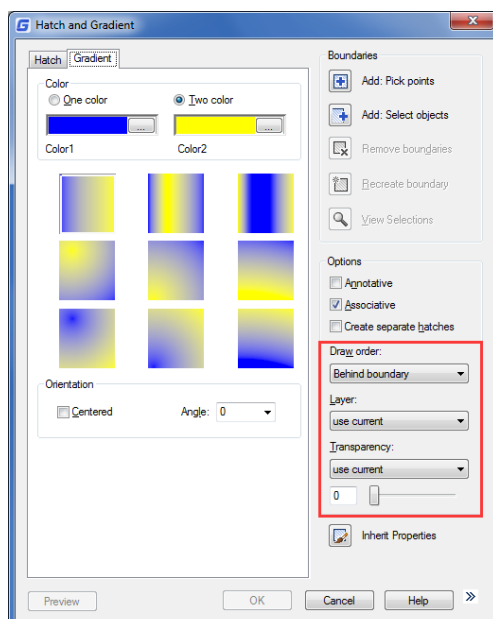 Hatch and Gradient
Hatch
Gradient
Color
One color
Two color
...
...
Color1
Color2
Orientation
Centered
Angle:
0
Boundaries
Add: Pick points
Add: Select objects
Remove boundaries
Recreate boundary
View Selections
Options
Annotative
Associative
Create separate hatches
Draw order:
Behind boundary
Layer:
use current
Transparency:
use current
0
Inherit Properties
Preview
OK
Cancel
Help